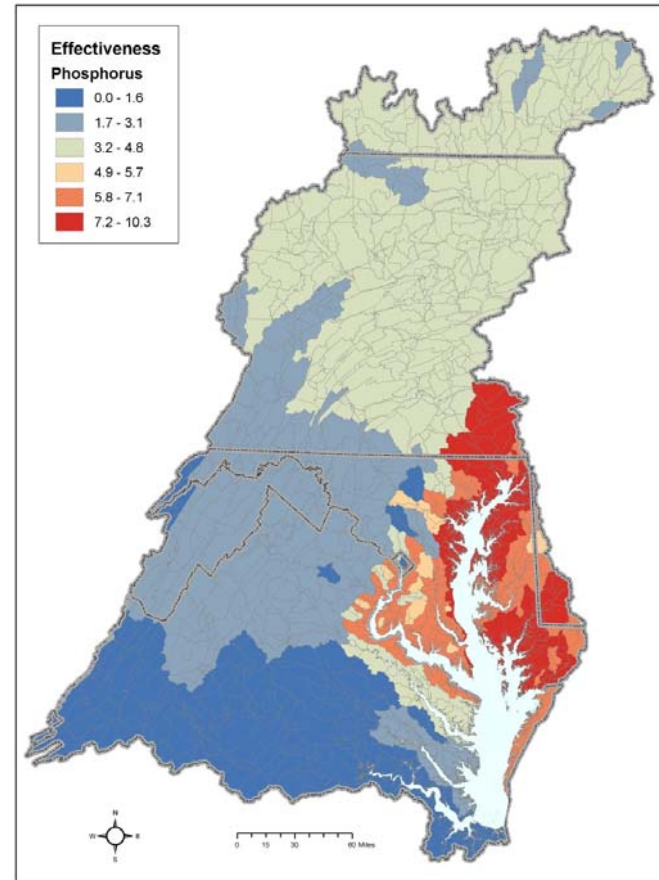 Effectiveness
Phosphorus
0.0 - 1.6
1.7 - 3.1
3.2 - 4.8
4.9 - 5.7
5.8 - 7.1
7.2 - 10.3
N
W E
S
0 15 30 60 Miles